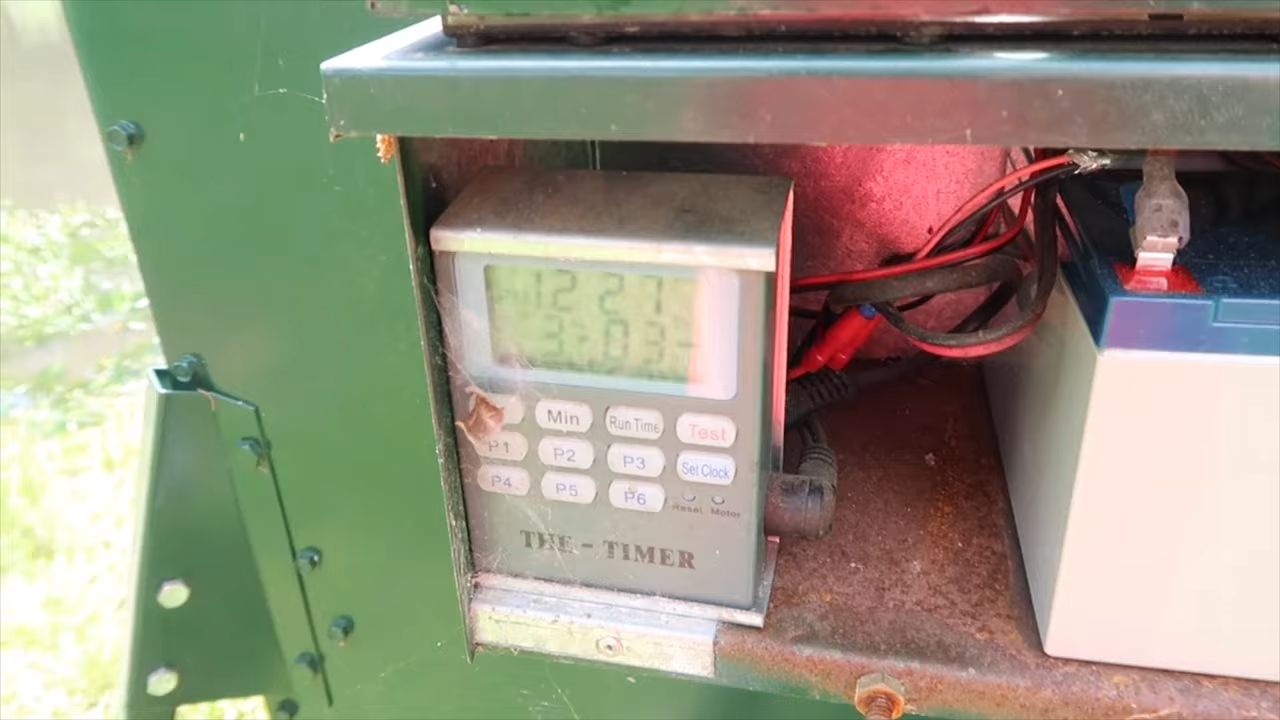 12 27
3:03
Min Run Time Test
P1 P2 P3 Set Clock
P4 P5 P6 Reset Motor
THE - TIMER